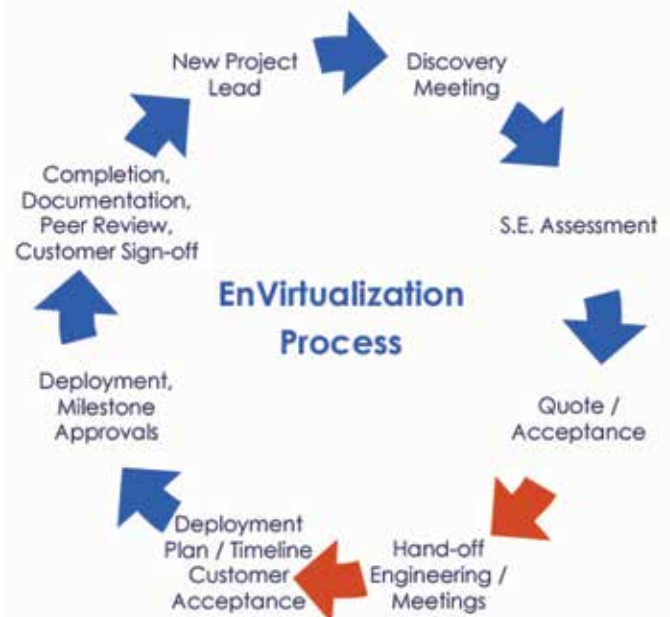 New Project
Lead
Discovery
Meeting
S.E. Assessment
Quote /
Acceptance
Hand-off
Engineering /
Meetings
Deployment
Plan / Timeline
Customer
Acceptance
Deployment,
Milestone
Approvals
Completion,
Documentation,
Peer Review,
Customer Sign-off
EnVirtualization
Process